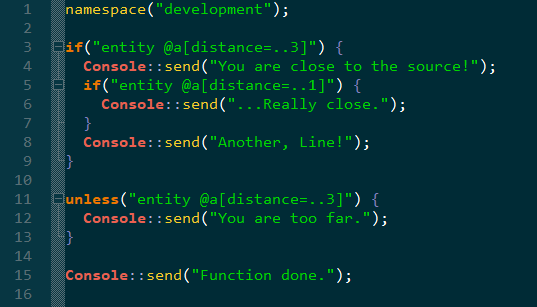 1 namespace("development");
2
3 if("entity @a[distance=..3]") {
4   Console::send("You are close to the source!");
5   if("entity @a[distance=..1]") {
6     Console::send("...Really close.");
7   }
8   Console::send("Another, Line!");
9 }
10
11 unless("entity @a[distance=..3]") {
12   Console::send("You are too far.");
13 }
14
15 Console::send("Function done.");
16